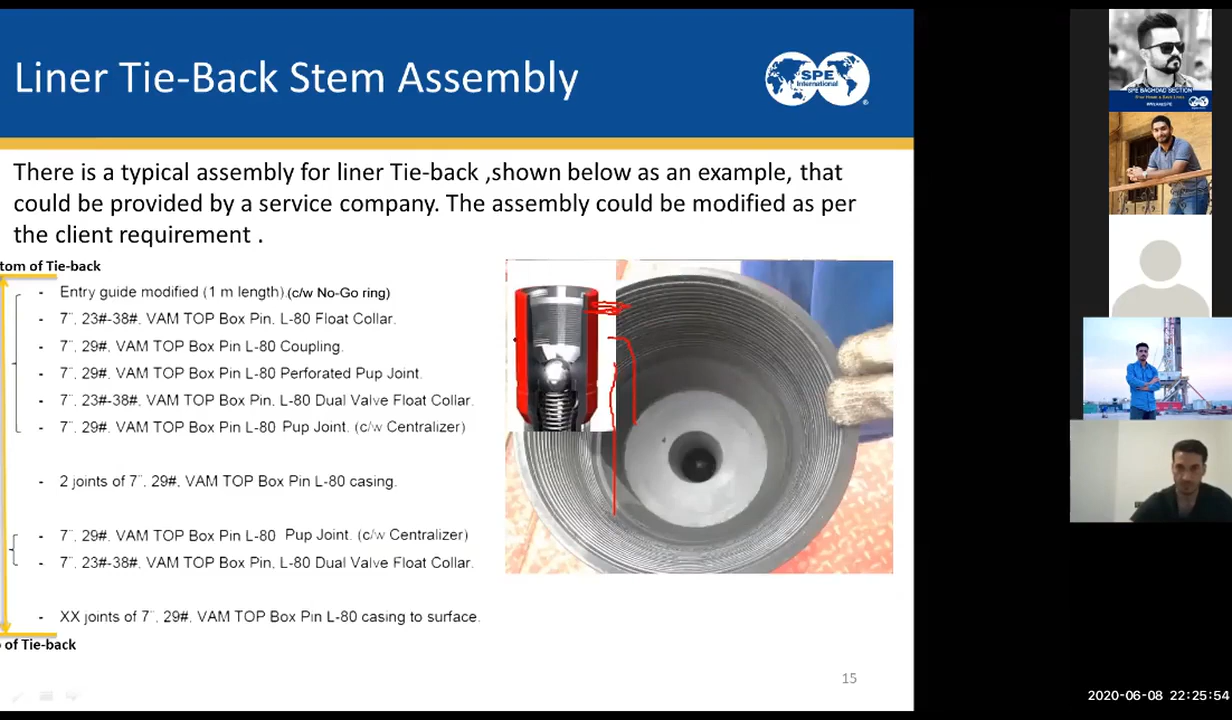 Liner Tie-Back Stem Assembly
SPE
International
There is a typical assembly for liner Tie-back ,shown below as an example, that
could be provided by a service company. The assembly could be modified as per
the client requirement .
tom of Tie-back
- Entry guide modified (1 m length).(c/w No-Go ring)
- 7¨, 23#-38#, VAM TOP Box Pin, L-80 Float Collar.
- 7¨, 29#, VAM TOP Box Pin L-80 Coupling.
- 7¨, 29#, VAM TOP Box Pin L-80 Perforated Pup Joint.
- 7¨, 23#-38#, VAM TOP Box Pin, L-80 Dual Valve Float Collar.
- 7¨, 29#, VAM TOP Box Pin L-80 Pup Joint. (c/w Centralizer)
- 2 joints of 7¨, 29#, VAM TOP Box Pin L-80 casing.
- 7¨, 29#, VAM TOP Box Pin L-80 Pup Joint. (c/w Centralizer)
- 7¨, 23#-38#, VAM TOP Box Pin, L-80 Dual Valve Float Collar.
- XX joints of 7¨, 29#, VAM TOP Box Pin L-80 casing to surface.
of Tie-back
15
SPE BAGHDAD SECTION
2020-06-08 22:25:54